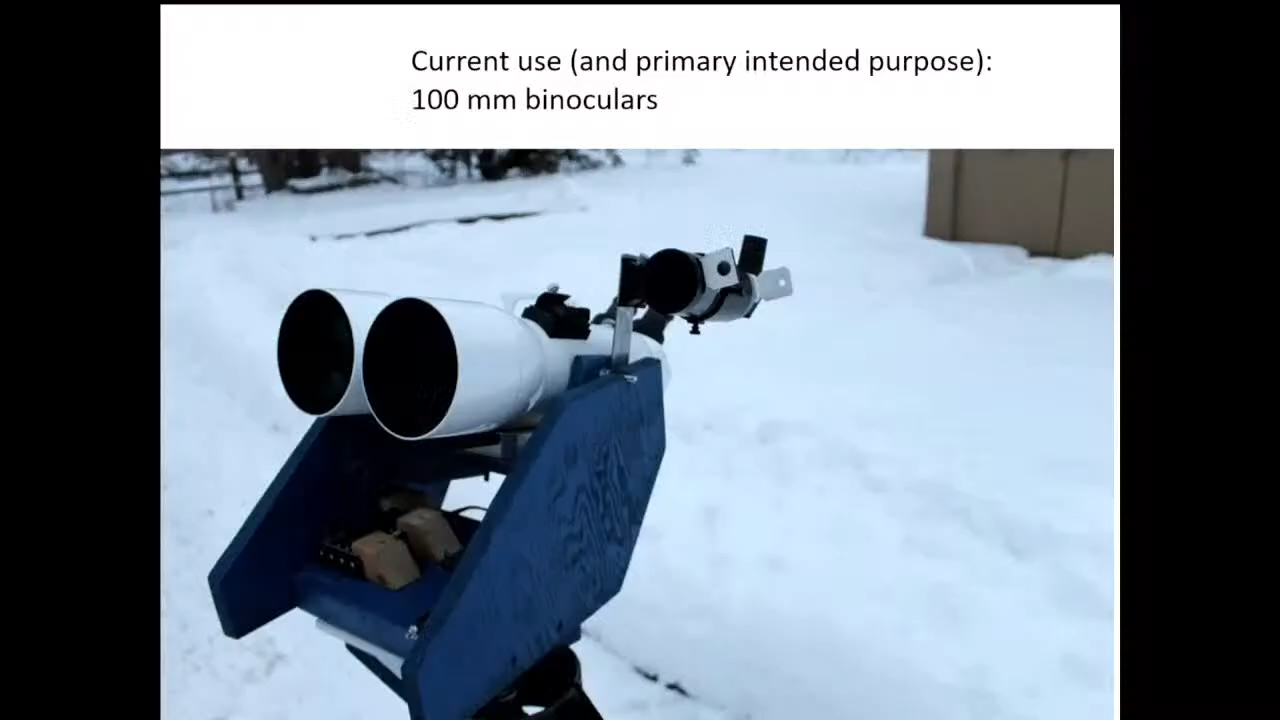 Current use (and primary intended purpose):
100 mm binoculars